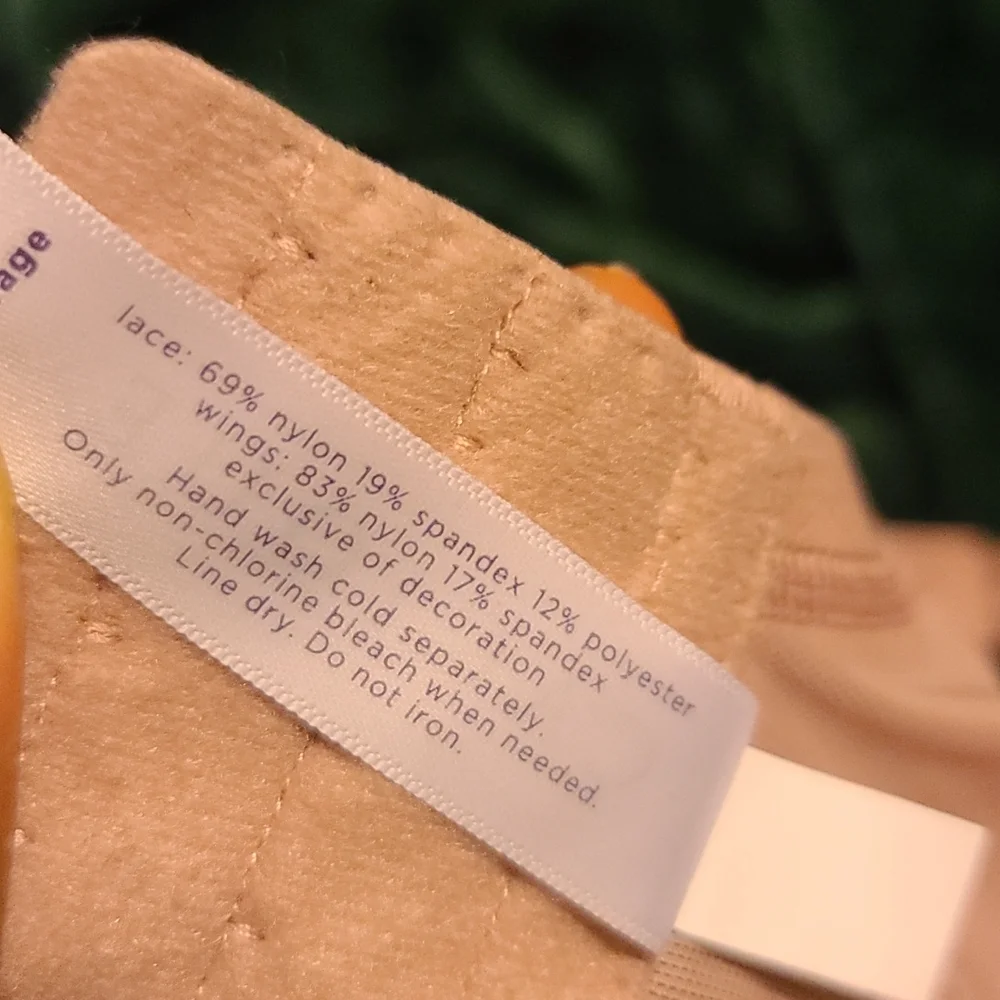 lace: 69% nylon 19% spandex 12% polyester
wings: 83% nylon 17% spandex
exclusive of decoration
Hand wash cold separately.
Only non-chlorine bleach when needed.
Line dry. Do not iron.